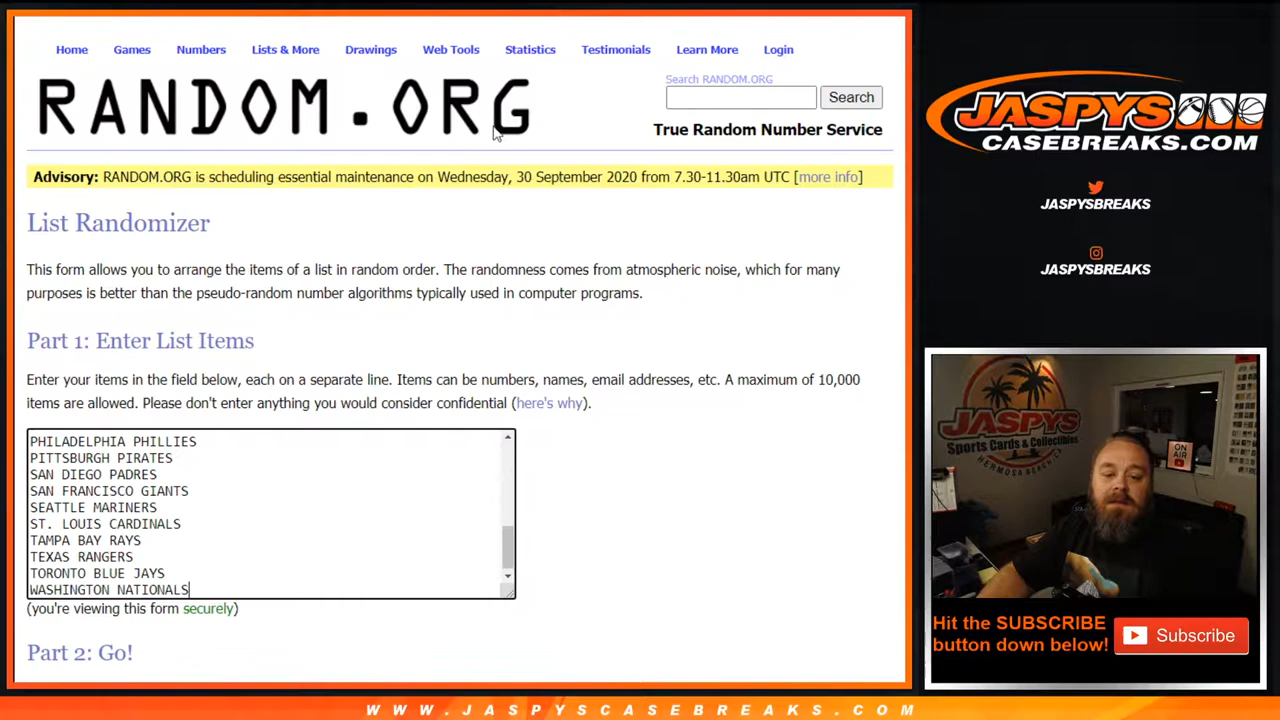 Home Games Numbers Lists & More Drawings Web Tools Statistics Testimonials Learn More Login
RANDOM.ORG
Search RANDOM.ORG
Search
True Random Number Service
Advisory: RANDOM.ORG is scheduling essential maintenance on Wednesday, 30 September 2020 from 7.30-11.30am UTC [more info]
List Randomizer
This form allows you to arrange the items of a list in random order. The randomness comes from atmospheric noise, which for many
purposes is better than the pseudo-random number algorithms typically used in computer programs.
Part 1: Enter List Items
Enter your items in the field below, each on a separate line. Items can be numbers, names, email addresses, etc. A maximum of 10,000
items are allowed. Please don't enter anything you would consider confidential (here's why).
PHILADELPHIA PHILLIES
PITTSBURGH PIRATES
SAN DIEGO PADRES
SAN FRANCISCO GIANTS
SEATTLE MARINERS
ST. LOUIS CARDINALS
TAMPA BAY RAYS
TEXAS RANGERS
TORONTO BLUE JAYS
WASHINGTON NATIONALS
(you're viewing this form securely)
Part 2: Go!
JASPYS
CASEBREAKS.COM
JASPYSBREAKS
JASPYSBREAKS
JASPYS
Sports Cards & Collectibles
HERMOSA BEACH, CA
ON
AIR
Hit the SUBSCRIBE
button down below!
Subscribe
WWW.JASPYSCASEBREAKS.COM